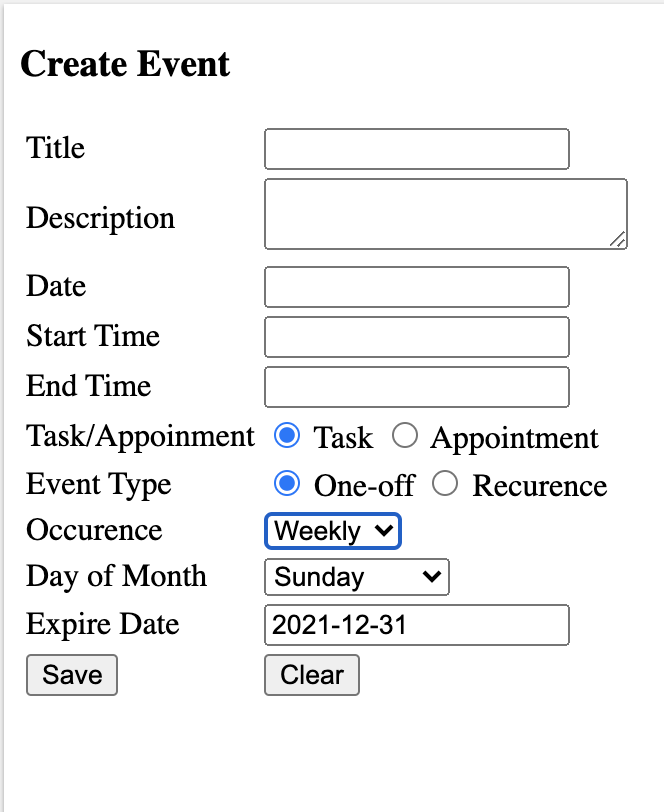 Create Event
Title
Description
Date
Start Time
End Time
Task/Appoinment Task Appointment
Event Type One-off Recurence
Occurence Weekly
Day of Month Sunday
Expire Date 2021-12-31
Save Clear